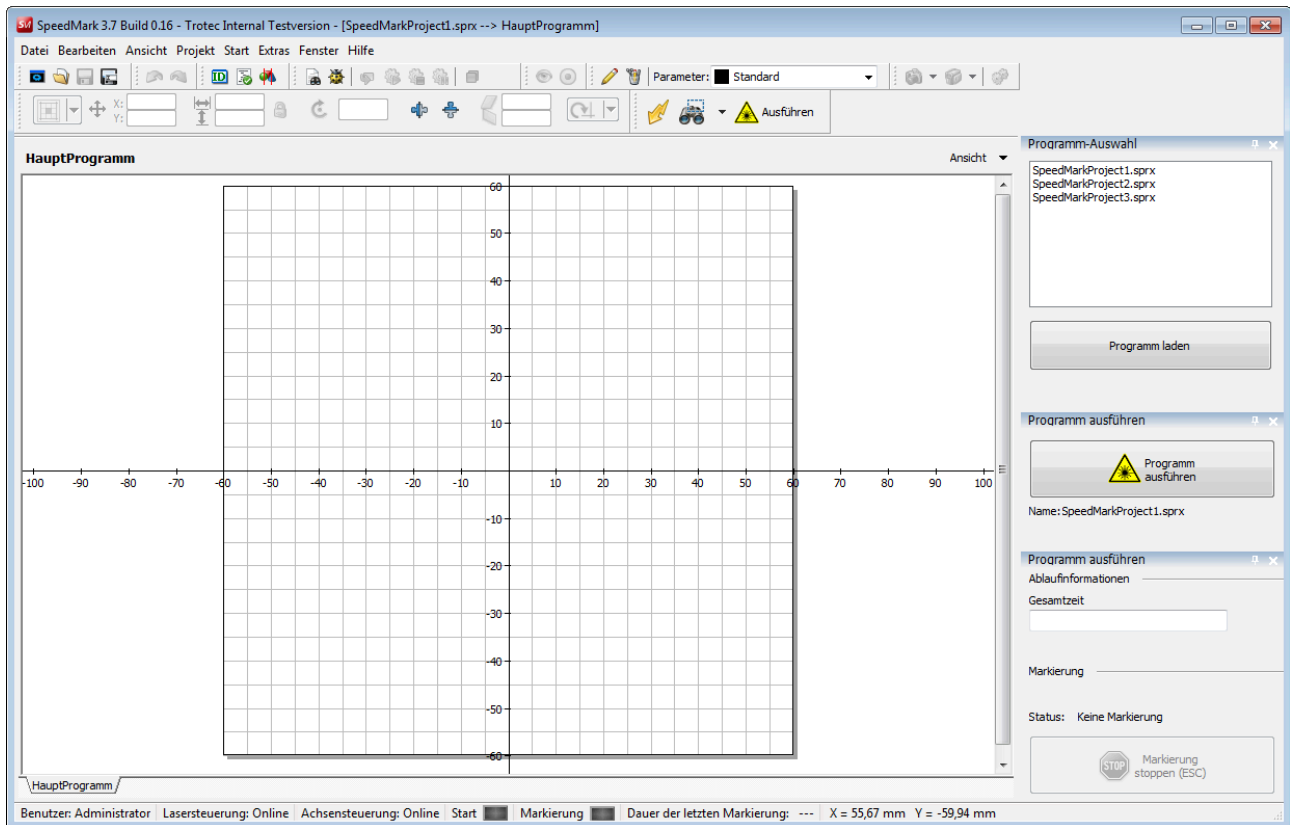 SpeedMark 3.7 Build 0.16 - Trotec Internal Testversion - [SpeedMarkProject1.sprx --> HauptProgramm]
Datei Bearbeiten Ansicht Projekt Start Extras Fenster Hilfe
ID Parameter: Standard
X:
Y:
Ausführen
HauptProgramm
Ansicht
60
50
40
30
20
10
-100 -90 -80 -70 -60 -50 -40 -30 -20 -10 10 20 30 40 50 60 70 80 90 100
-10
-20
-30
-40
-50
-60
HauptProgramm
Programm-Auswahl
SpeedMarkProject1.sprx
SpeedMarkProject2.sprx
SpeedMarkProject3.sprx
Programm laden
Programm ausführen
Programm
ausführen
Name:SpeedMarkProject1.sprx
Programm ausführen
Ablaufinformationen
Gesamtzeit
Markierung
Status: Keine Markierung
STOP
Markierung
stoppen (ESC)
Benutzer: Administrator Lasersteuerung: Online Achsensteuerung: Online Start Markierung Dauer der letzten Markierung: --- X = 55,67 mm Y = -59,94 mm